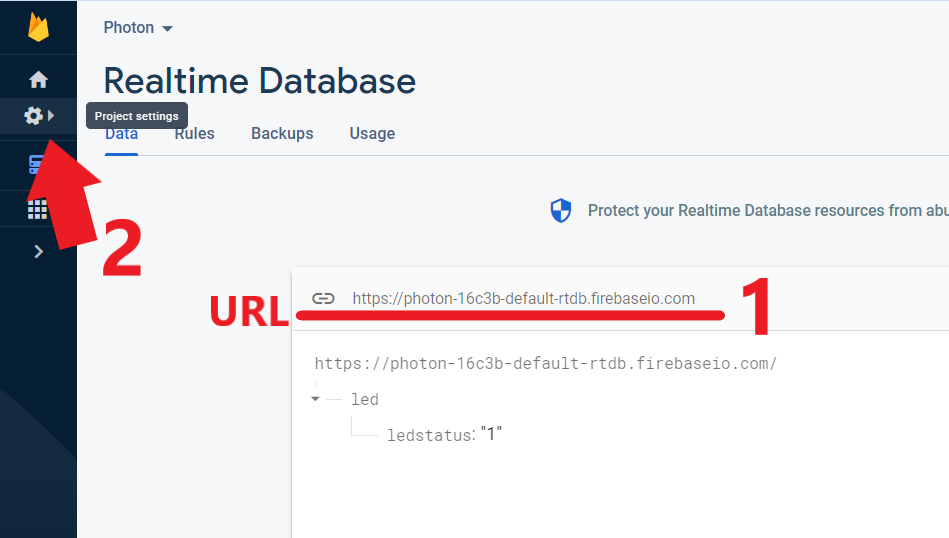 Photon
Realtime Database
Project settings
Data Rules Backups Usage
Protect your Realtime Database resources from abu
2
URL
https://photon-16c3b-default-rtdb.firebaseio.com
1
https://photon-16c3b-default-rtdb.firebaseio.com/
led
ledstatus: "1"